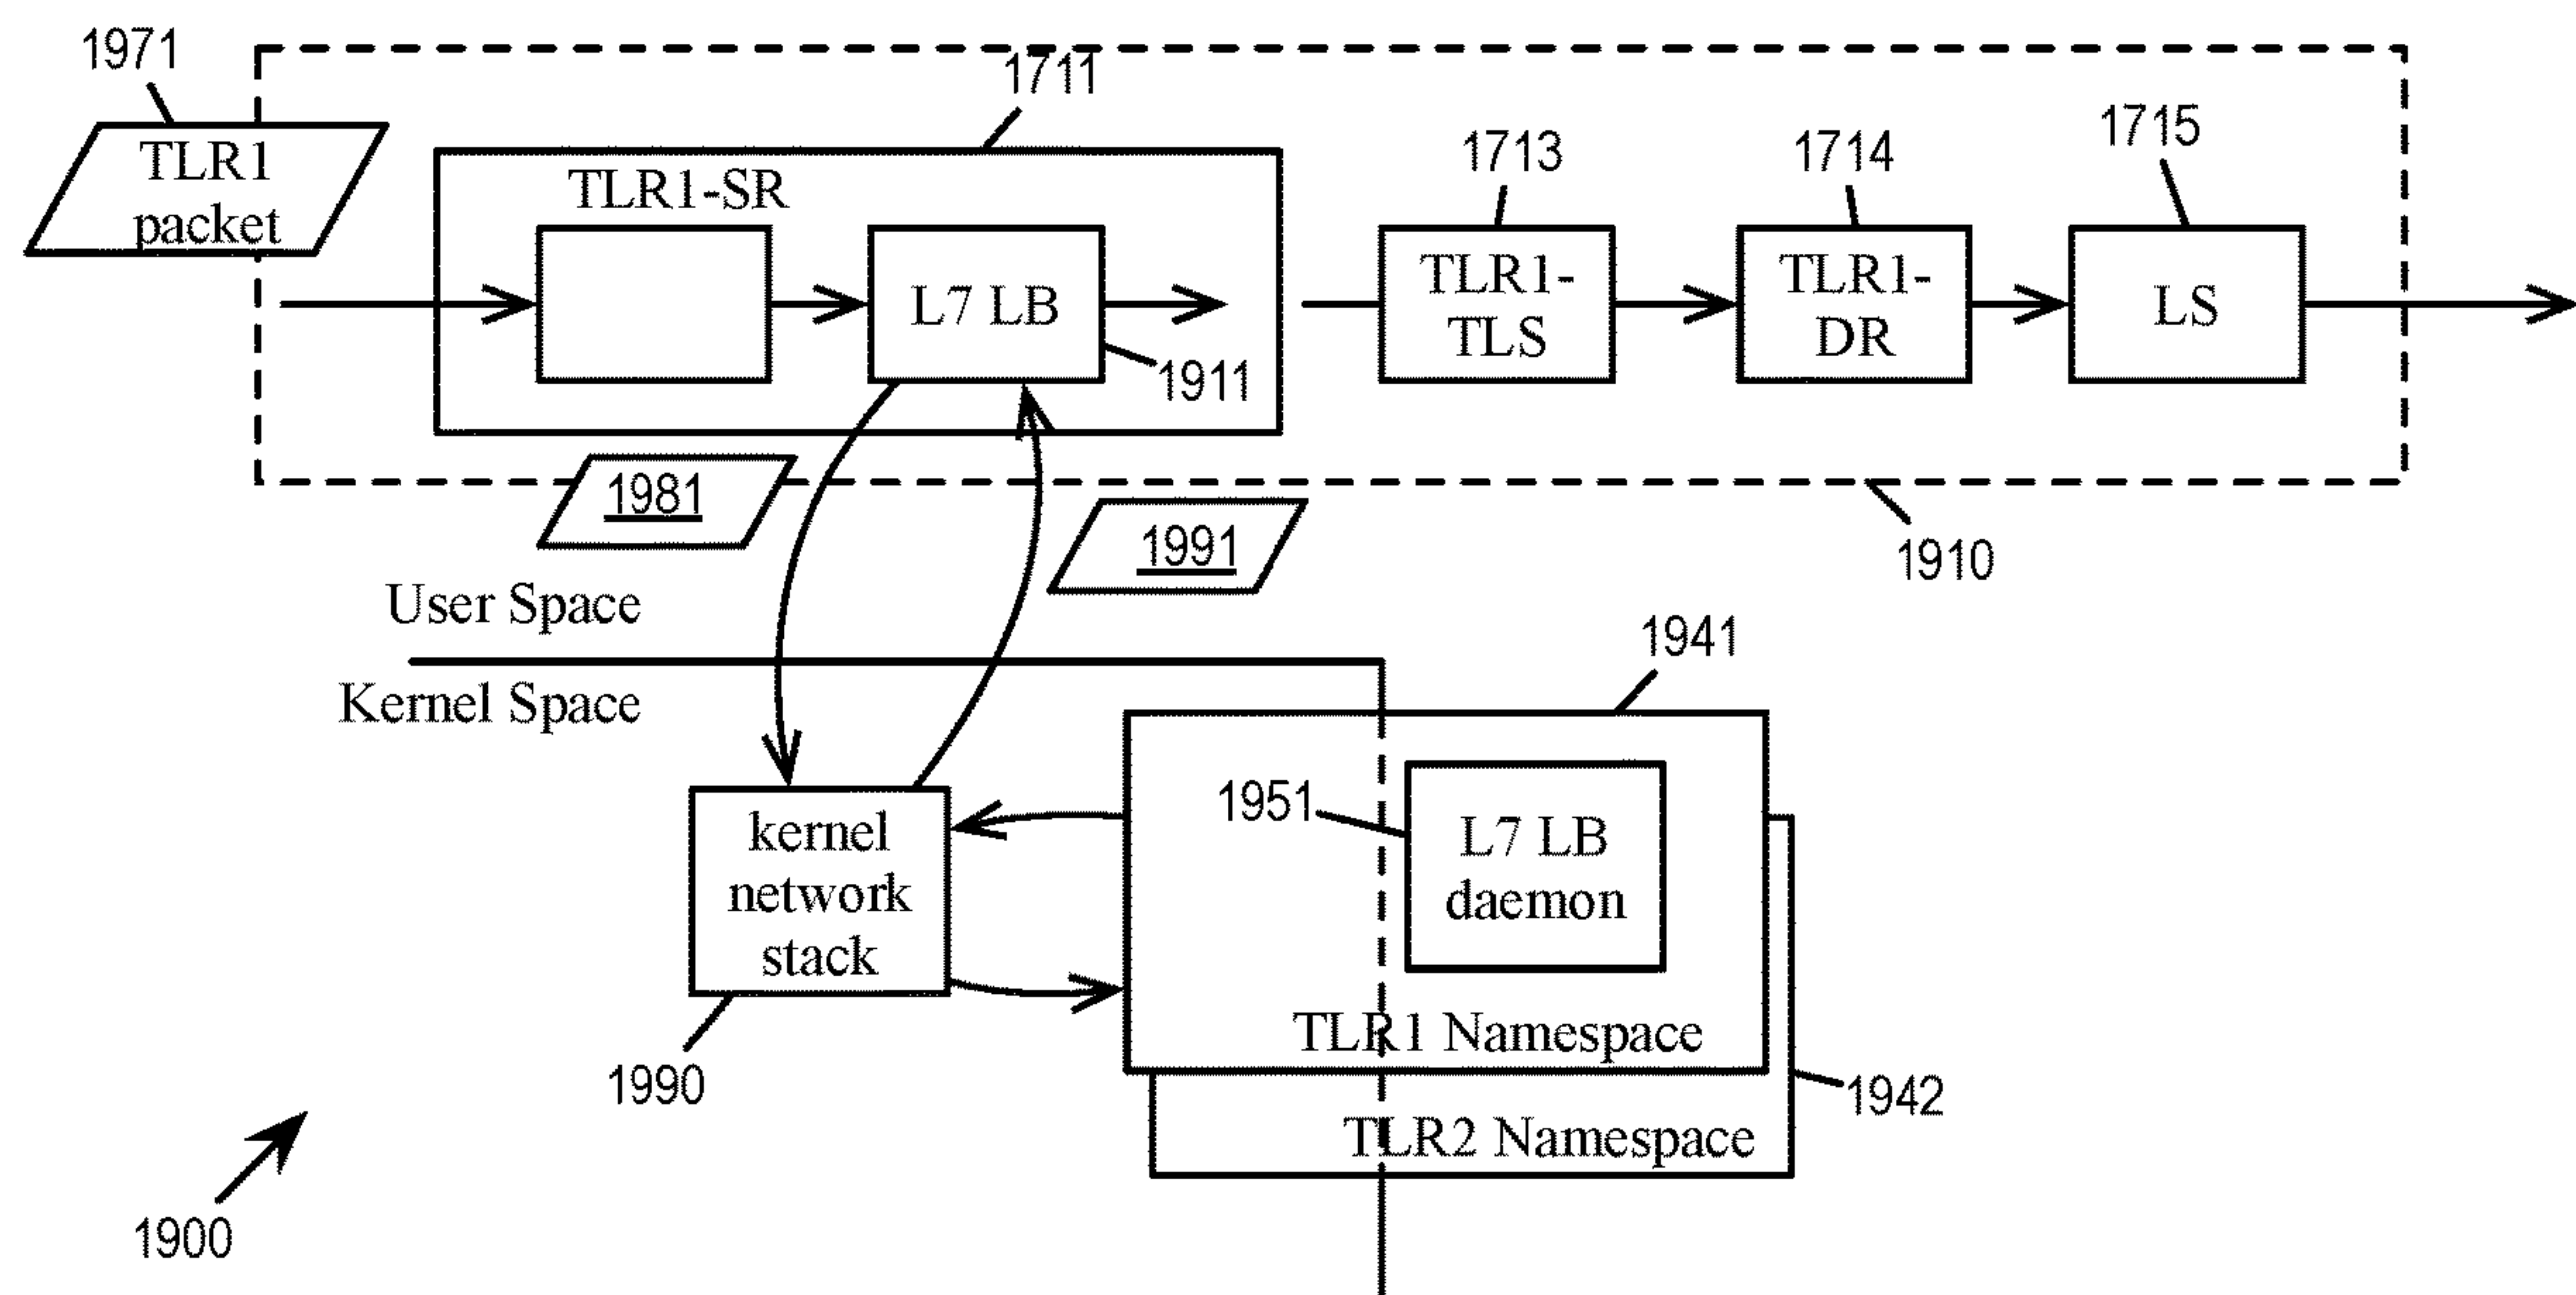 1971
1711
TLR1
packet
TLR1-SR
1713
1714
1715
L7 LB
1911
TLR1-
TLS
TLR1-
DR
LS
1981
1991
1910
User Space
Kernel Space
1941
kernel
network
stack
1951
L7 LB
daemon
TLR1 Namespace
1990
1942
TLR2 Namespace
1900